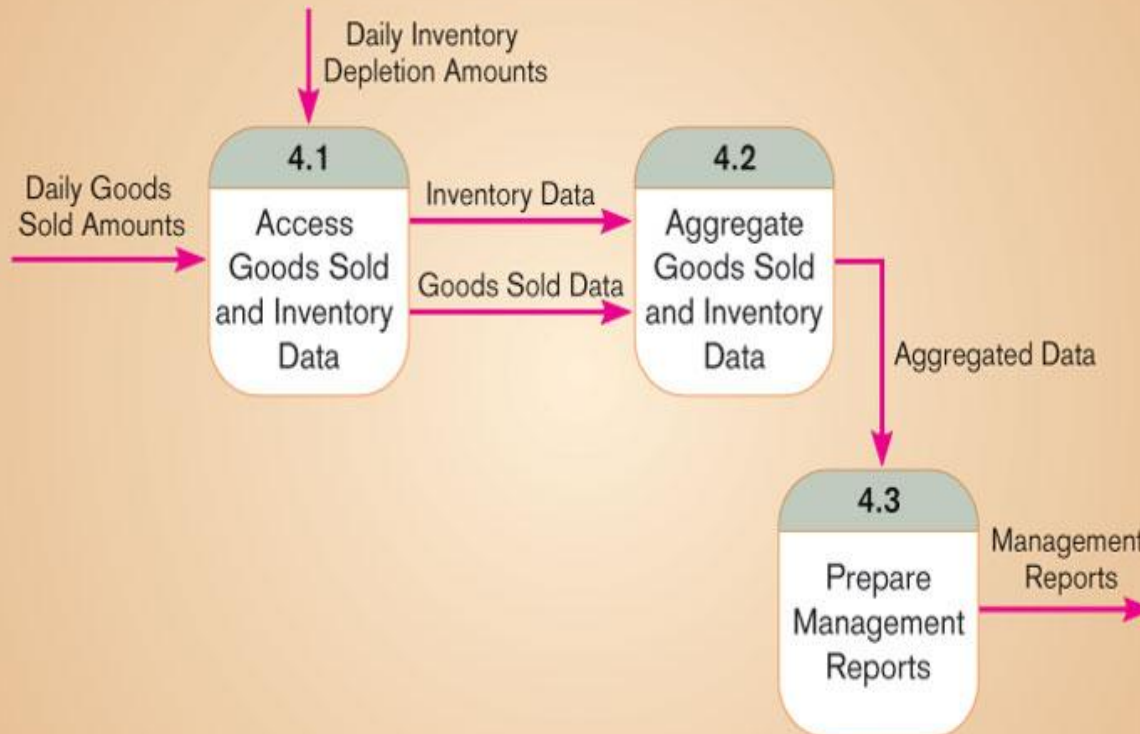 Daily Inventory
Depletion Amounts
Daily Goods
Sold Amounts
4.1
Access
Goods Sold
and Inventory
Data
Inventory Data
Goods Sold Data
4.2
Aggregate
Goods Sold
and Inventory
Data
Aggregated Data
4.3
Prepare
Management
Reports
Management
Reports